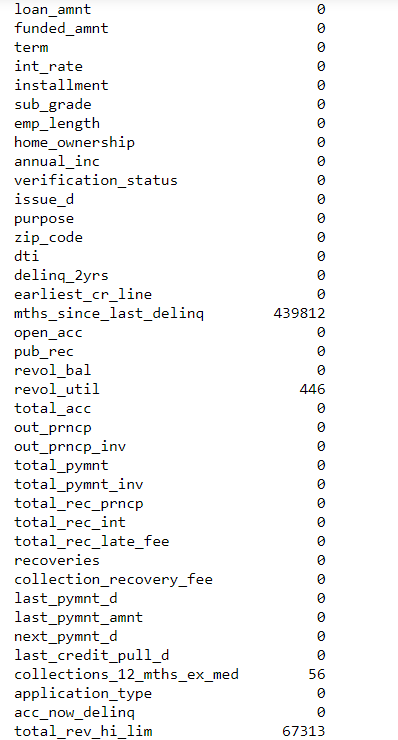 loan_amnt 0
funded_amnt 0
term 0
int_rate 0
installment 0
sub_grade 0
emp_length 0
home_ownership 0
annual_inc 0
verification_status 0
issue_d 0
purpose 0
zip_code 0
dti 0
delinq_2yrs 0
earliest_cr_line 0
mths_since_last_delinq 439812
open_acc 0
pub_rec 0
revol_bal 0
revol_util 446
total_acc 0
out_prncp 0
out_prncp_inv 0
total_pymnt 0
total_pymnt_inv 0
total_rec_prncp 0
total_rec_int 0
total_rec_late_fee 0
recoveries 0
collection_recovery_fee 0
last_pymnt_d 0
last_pymnt_amnt 0
next_pymnt_d 0
last_credit_pull_d 0
collections_12_mths_ex_med 56
application_type 0
acc_now_delinq 0
total_rev_hi_lim 67313